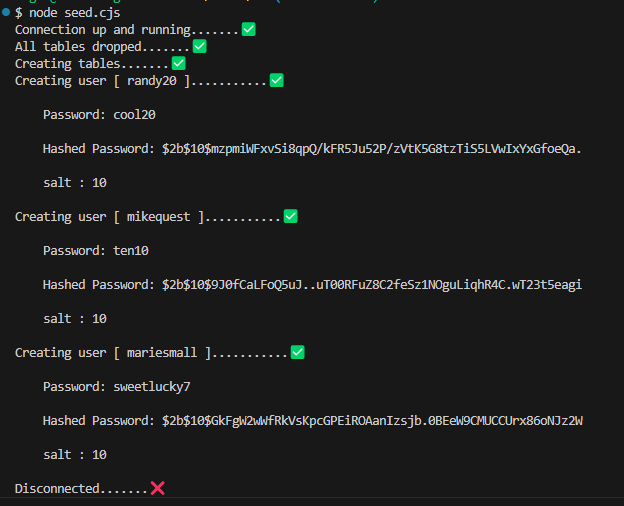 $ node seed.cjs
Connection up and running.......✅
All tables dropped.......✅
Creating tables.......✅
Creating user [ randy20 ]...........✅
Password: cool20
Hashed Password: $2b$10$mzpmiWFxvSi8qpQ/kFR5Ju52P/zVtK5G8tzTiS5LVwIxYxGfoeQa.
salt : 10
Creating user [ mikequest ]...........✅
Password: ten10
Hashed Password: $2b$10$9J0fCaLFoQ5uJ..uT00RFuZ8C2feSz1NOguLiqhR4C.wT23t5eagi
salt : 10
Creating user [ mariesmall ]...........✅
Password: sweetlucky7
Hashed Password: $2b$10$GkFgW2wWfRkVsKpcGPEiROAanIzsjb.0BEeW9CMUCCUrx86oNJz2W
salt : 10
Disconnected.......❌